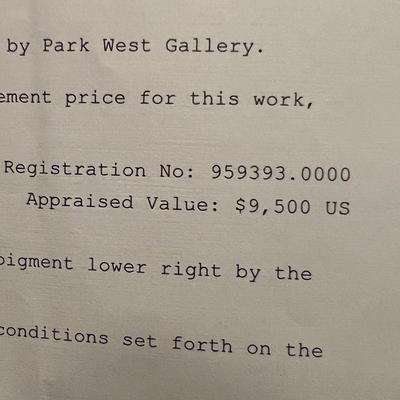 by Park West Gallery.
ement price for this work,
Registration No: 959393.0000
Appraised Value: $9,500 US
pigment lower right by the
conditions set forth on the